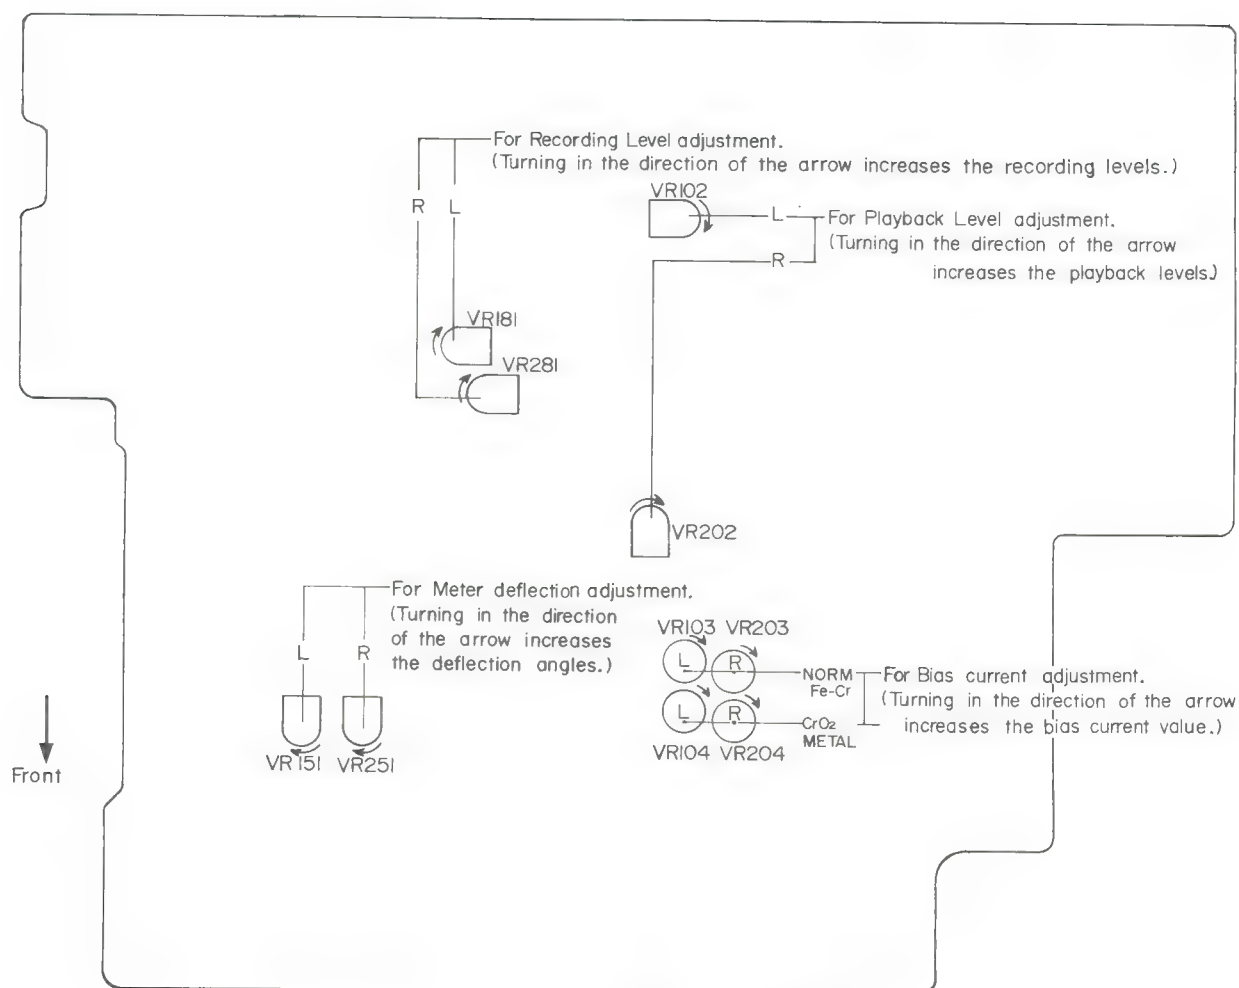 For Recording Level adjustment.
(Turning in the direction of the arrow increases the recording levels.)
R L
VR102
L
For Playback Level adjustment.
(Turning in the direction of the arrow
increases the playback levels.)
R
VR181
VR281
VR202
For Meter deflection adjustment.
(Turning in the direction
of the arrow increases
the deflection angles.)
L R
VR151 VR251
Front
VR103 VR203
L R
NORM
Fe-Cr
L R
CrO2
METAL
VR104 VR204
For Bias current adjustment.
(Turning in the direction of the arrow
increases the bias current value.)